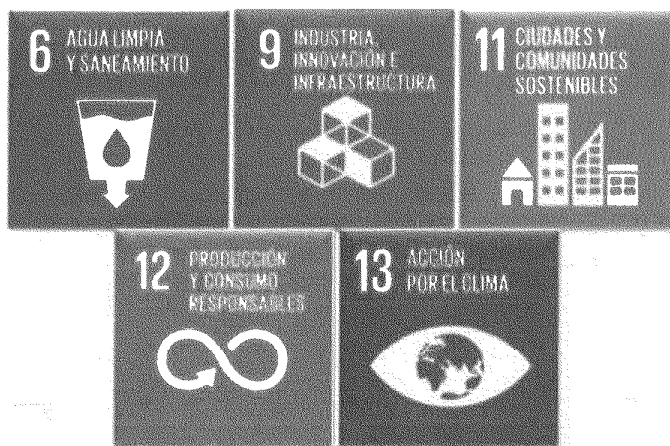 6 AGUA LIMPIA
Y SANEAMIENTO
9 INDUSTRIA,
INNOVACIÓN E
INFRAESTRUCTURA
11 CIUDADES Y
COMUNIDADES
SOSTENIBLES
12 PRODUCCIÓN
Y CONSUMO
RESPONSABLES
13 ACCIÓN
POR EL CLIMA